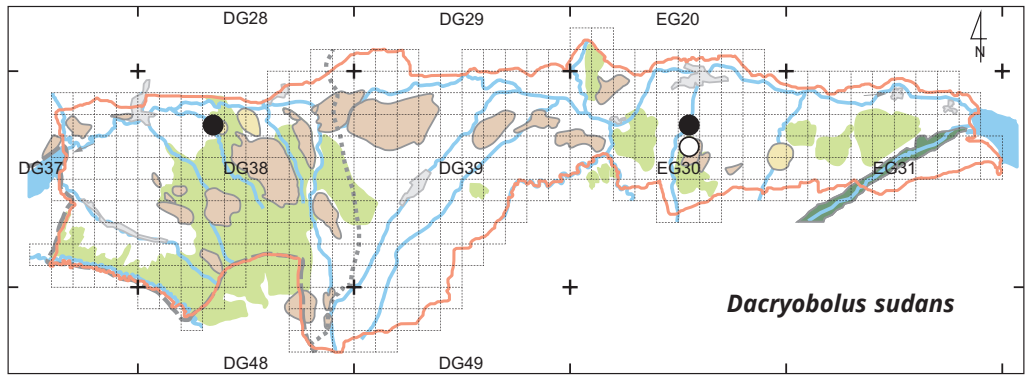 DG28 DG29 EG20
N
DG37 DG38 DG39 EG30 EG31
Dacryobolus sudans
DG48 DG49